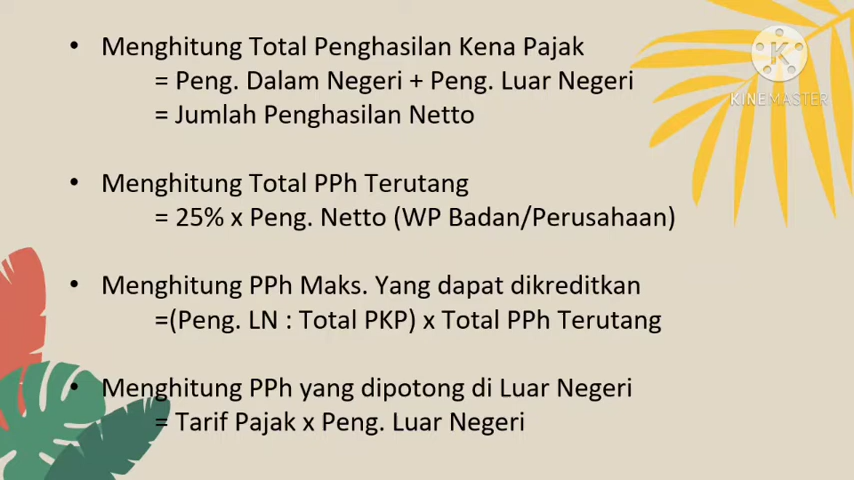 • Menghitung Total Penghasilan Kena Pajak
= Peng. Dalam Negeri + Peng. Luar Negeri
= Jumlah Penghasilan Netto
• Menghitung Total PPh Terutang
= 25% x Peng. Netto (WP Badan/Perusahaan)
• Menghitung PPh Maks. Yang dapat dikreditkan
=(Peng. LN : Total PKP) x Total PPh Terutang
• Menghitung PPh yang dipotong di Luar Negeri
= Tarif Pajak x Peng. Luar Negeri
K
KINEMASTER